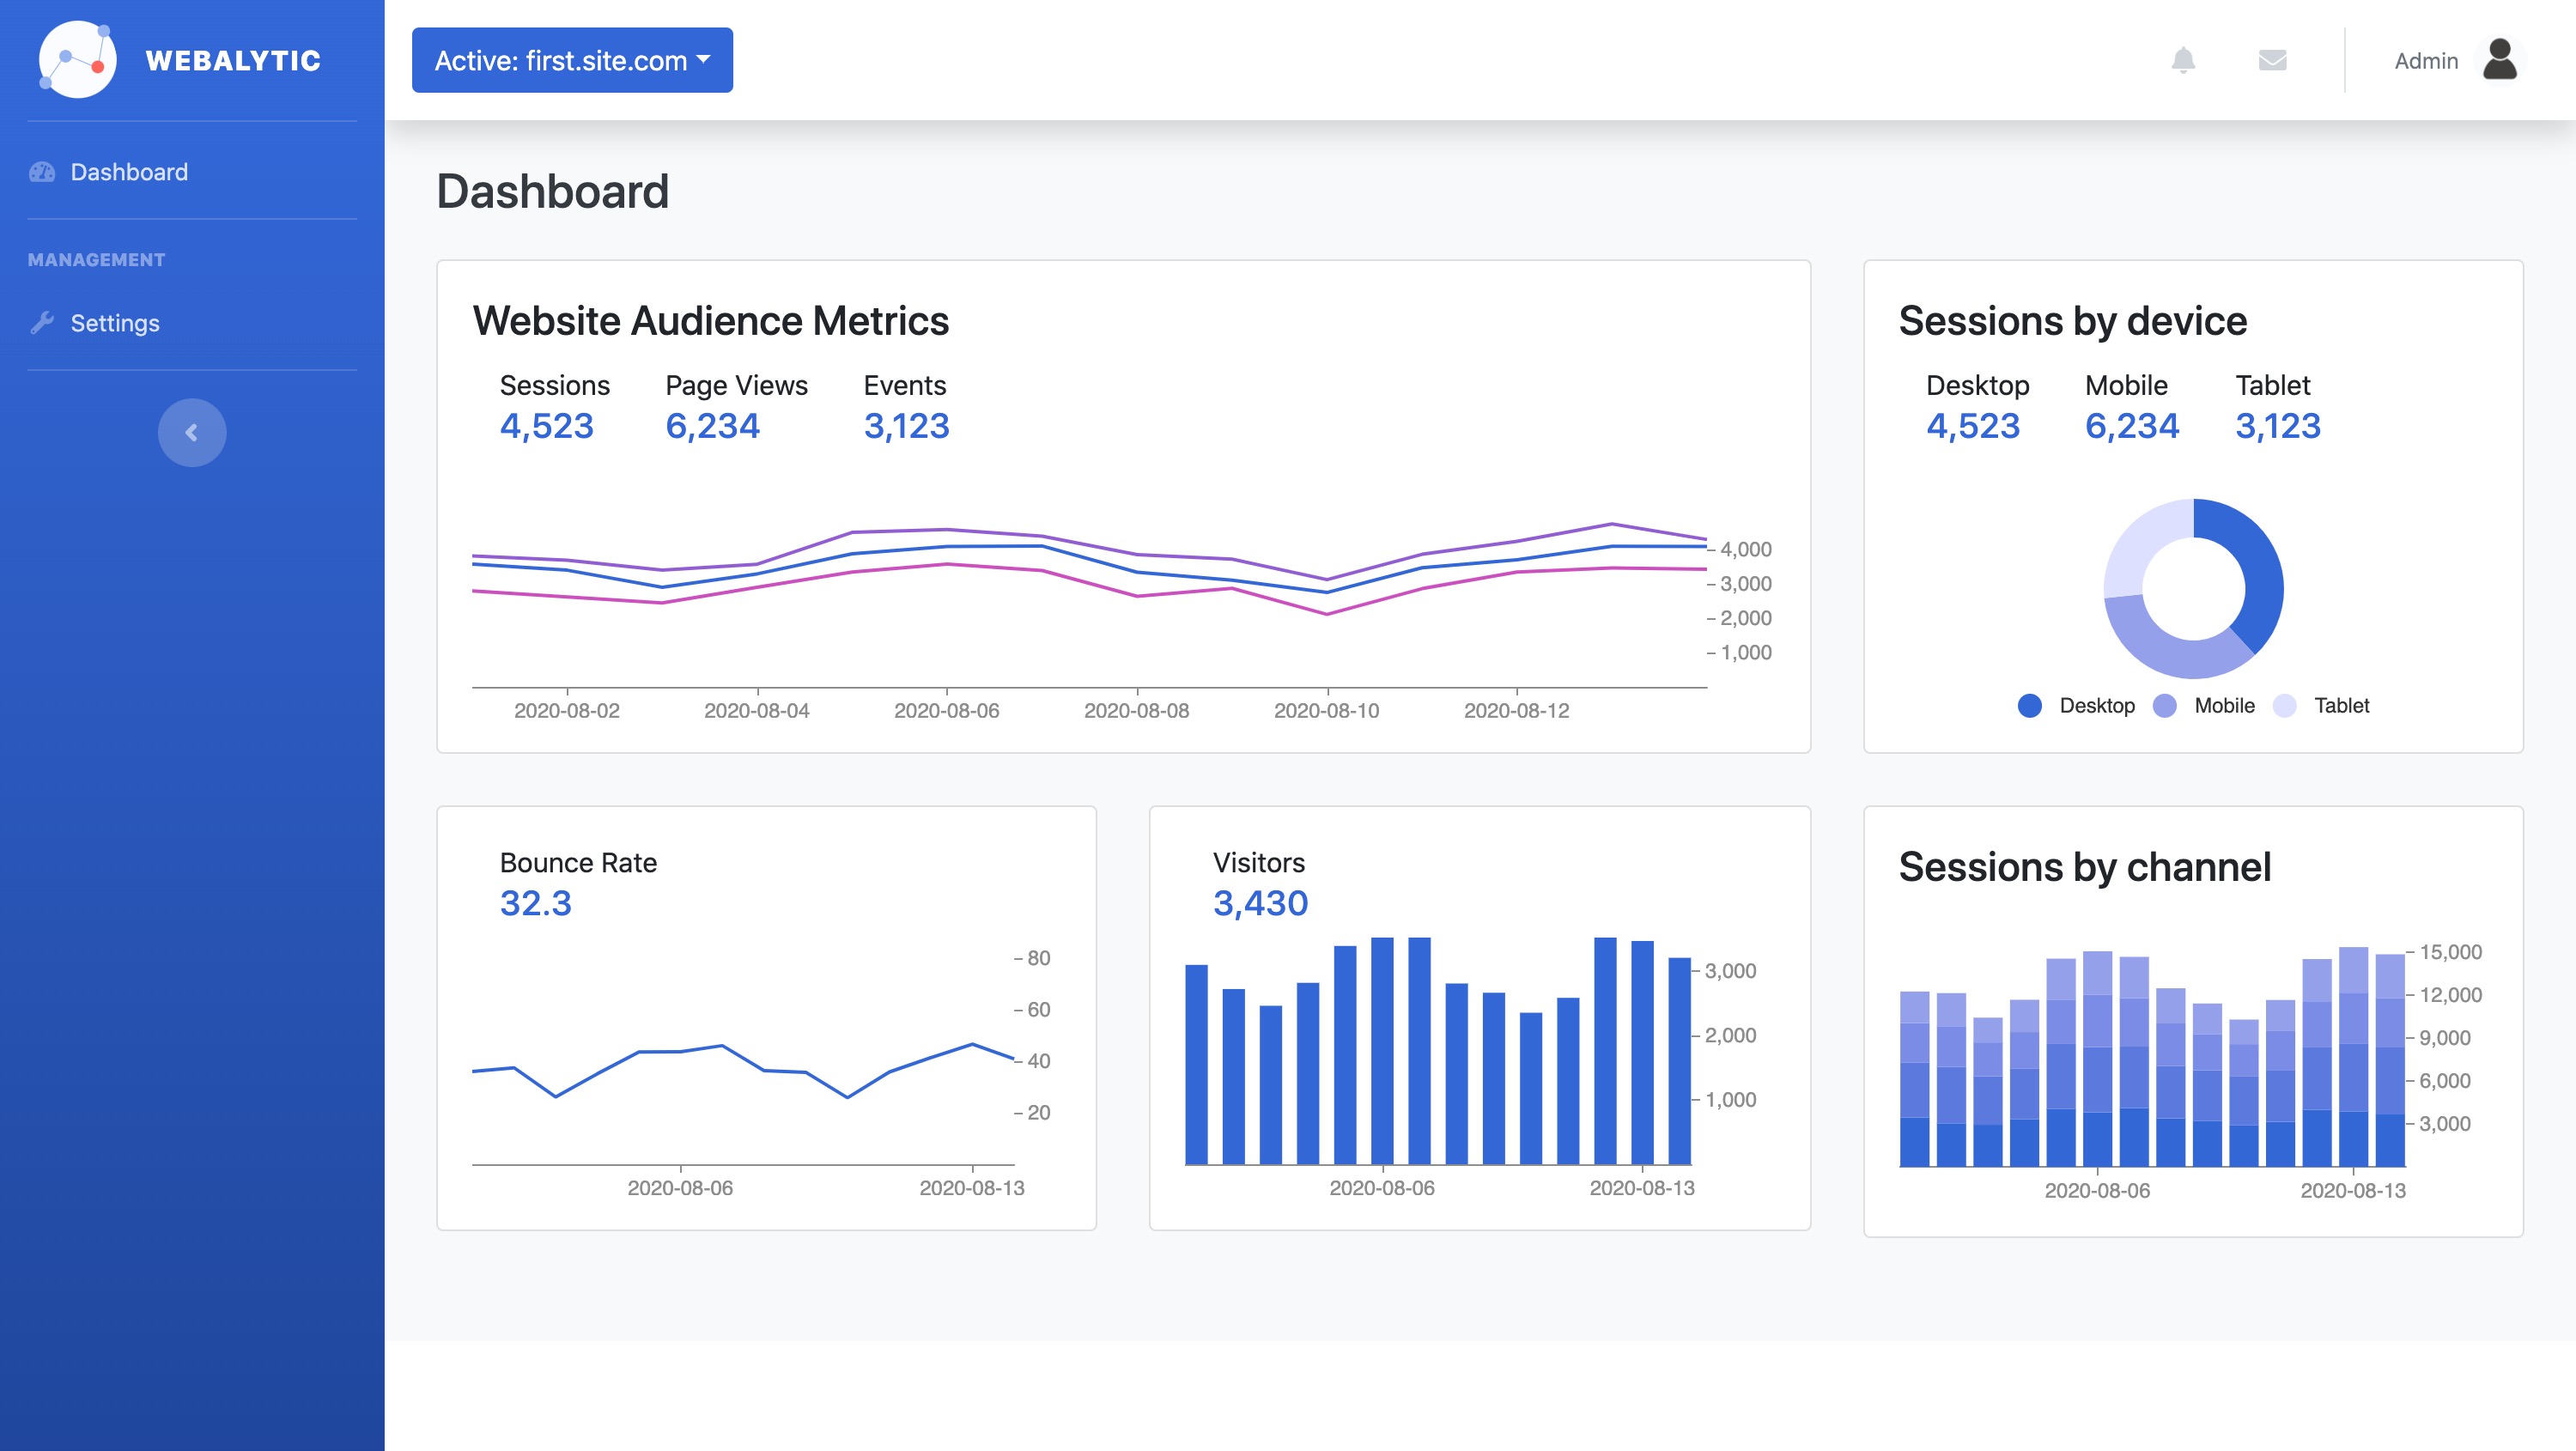 WEBALYTIC
Active: first.site.com
Admin
Dashboard
MANAGEMENT
Settings
Dashboard
Website Audience Metrics
Sessions Page Views Events
4,523 6,234 3,123
4,000
3,000
2,000
1,000
2020-08-02 2020-08-04 2020-08-06 2020-08-08 2020-08-10 2020-08-12
Sessions by device
Desktop Mobile Tablet
4,523 6,234 3,123
Desktop Mobile Tablet
Bounce Rate
32.3
80
60
40
20
2020-08-06 2020-08-13
Visitors
3,430
3,000
2,000
1,000
2020-08-06 2020-08-13
Sessions by channel
15,000
12,000
9,000
6,000
3,000
2020-08-06 2020-08-13